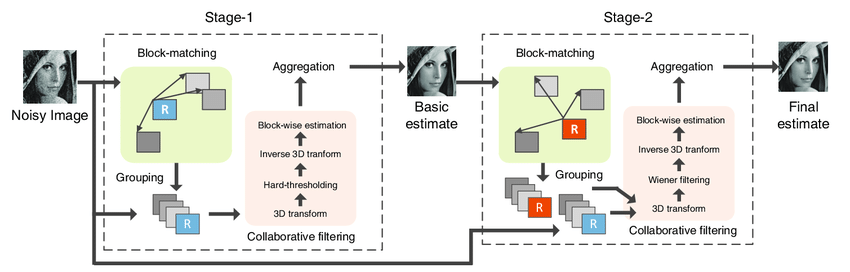 Stage-1
Stage-2
Block-matching
R
Aggregation
Noisy Image
Block-wise estimation
Inverse 3D tranform
Hard-thresholding
3D transform
Grouping
R
Collaborative filtering
Basic
estimate
Block-matching
R
Aggregation
Block-wise estimation
Inverse 3D tranform
Wiener filtering
3D transform
Grouping
R
R
Collaborative filtering
Final
estimate